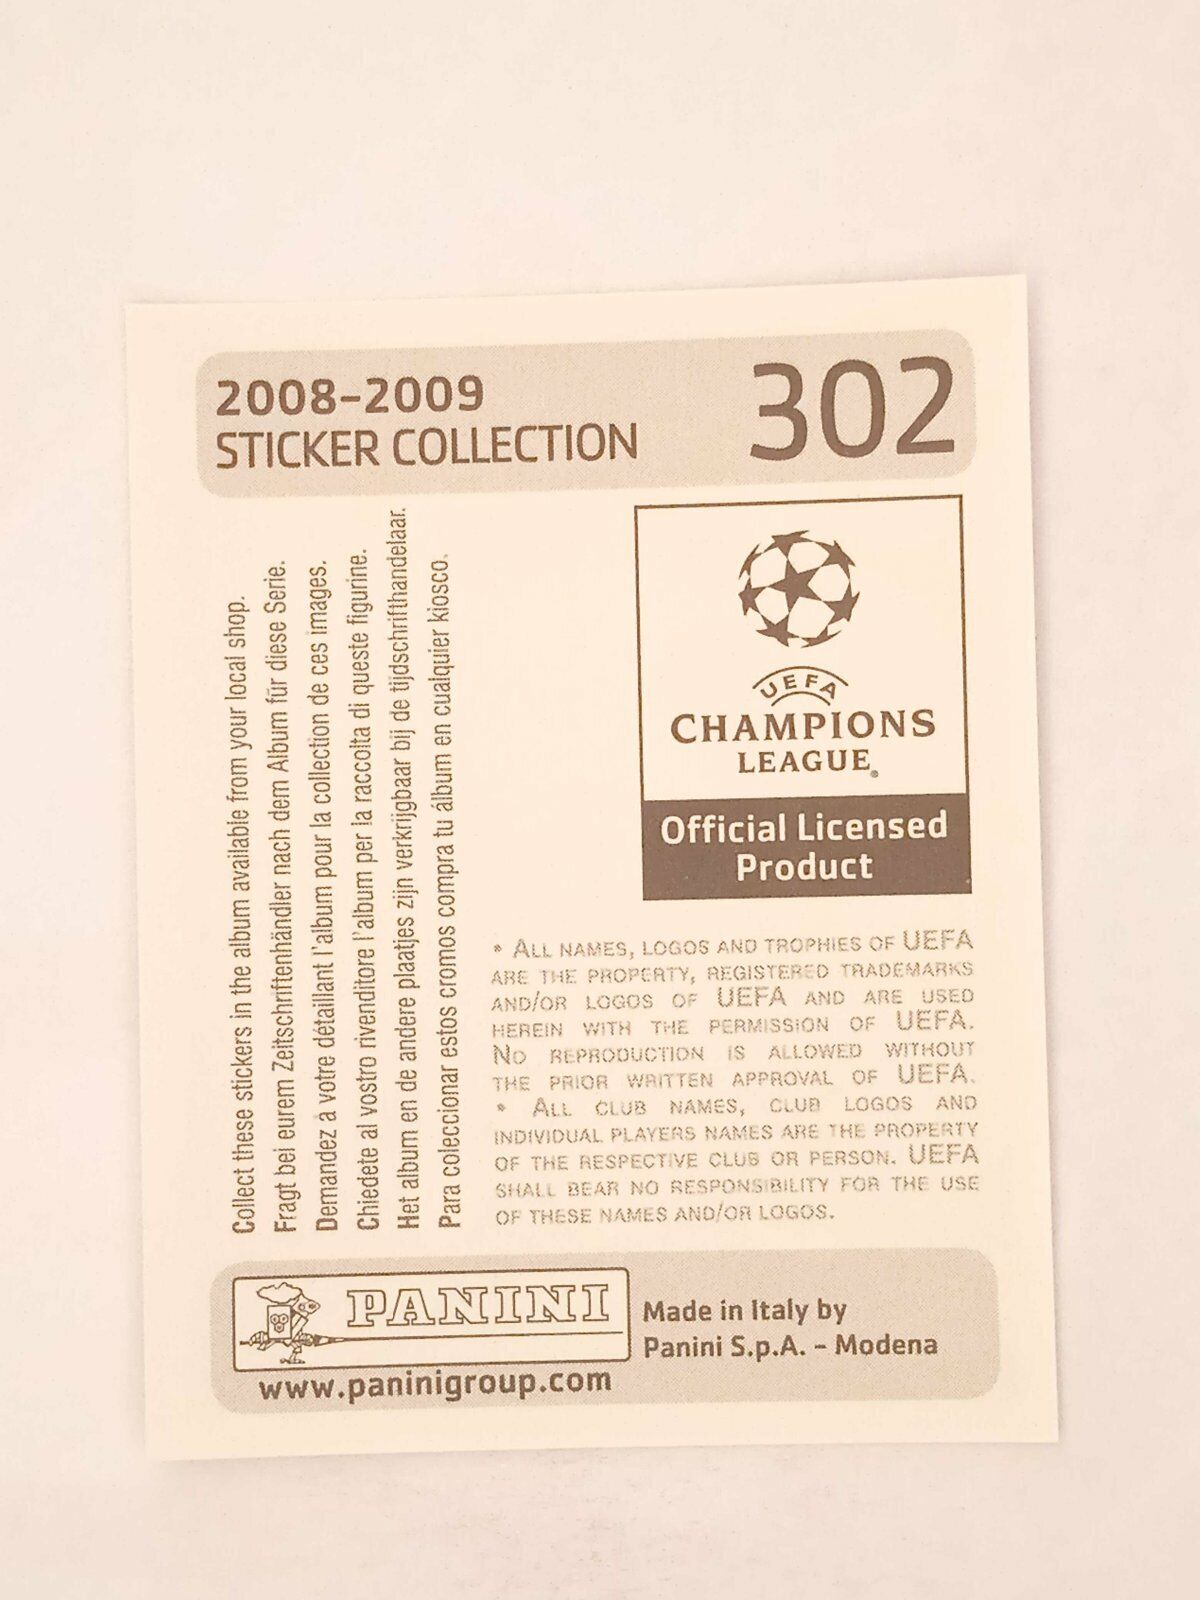 2008-2009
STICKER COLLECTION
302
Collect these stickers in the album available from your local shop.
Fragt bei eurem Zeitschriftenhändler nach dem Album für diese Serie.
Demandez à votre détaillant l'album pour la collection de ces images.
Chiedete al vostro rivenditore l'album per la raccolta di queste figurine.
Het album en de andere plaatjes zijn verkrijgbaar bij de tijdschrifthandelaar.
Para coleccionar estos cromos compra tu álbum en cualquier kiosco.
UEFA
CHAMPIONS
LEAGUE®
Official Licensed
Product
• ALL NAMES, LOGOS AND TROPHIES OF UEFA
ARE THE PROPERTY, REGISTERED TRADEMARKS
AND/OR LOGOS OF UEFA AND ARE USED
HEREIN WITH THE PERMISSION OF UEFA.
NO REPRODUCTION IS ALLOWED WITHOUT
THE PRIOR WRITTEN APPROVAL OF UEFA.
• ALL CLUB NAMES, CLUB LOGOS AND
INDIVIDUAL PLAYERS NAMES ARE THE PROPERTY
OF THE RESPECTIVE CLUB OR PERSON. UEFA
SHALL BEAR NO RESPONSIBILITY FOR THE USE
OF THESE NAMES AND/OR LOGOS.
PANINI
www.paninigroup.com
Made in Italy by
Panini S.p.A. - Modena